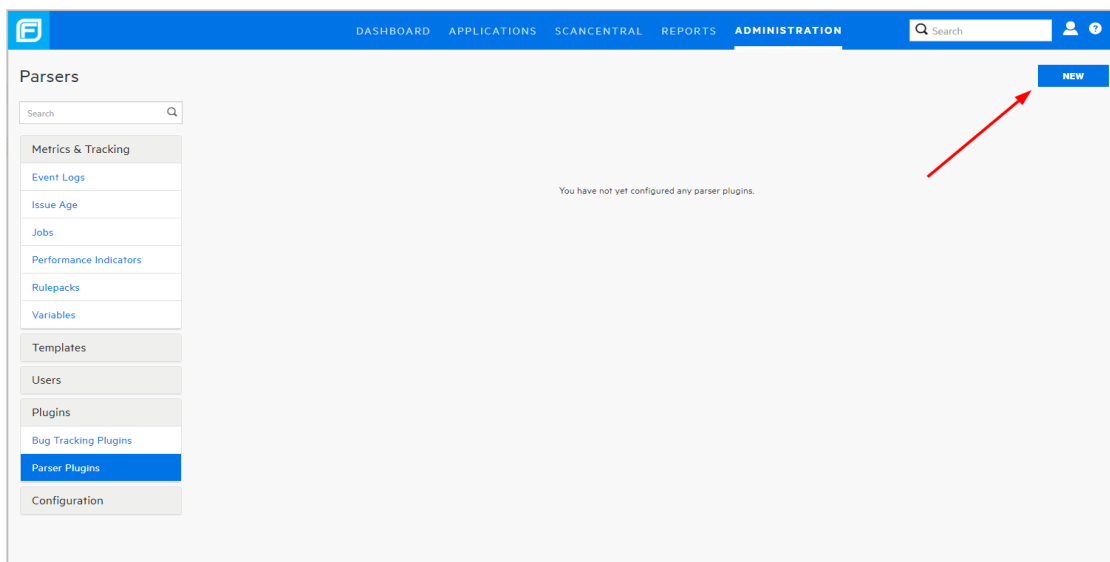 DASHBOARD APPLICATIONS SCANCENTRAL REPORTS ADMINISTRATION Search ?
Parsers
NEW
Search
Metrics & Tracking
Event Logs
Issue Age
Jobs
Performance Indicators
Rulepacks
Variables
Templates
Users
Plugins
Bug Tracking Plugins
Parser Plugins
Configuration
You have not yet configured any parser plugins.